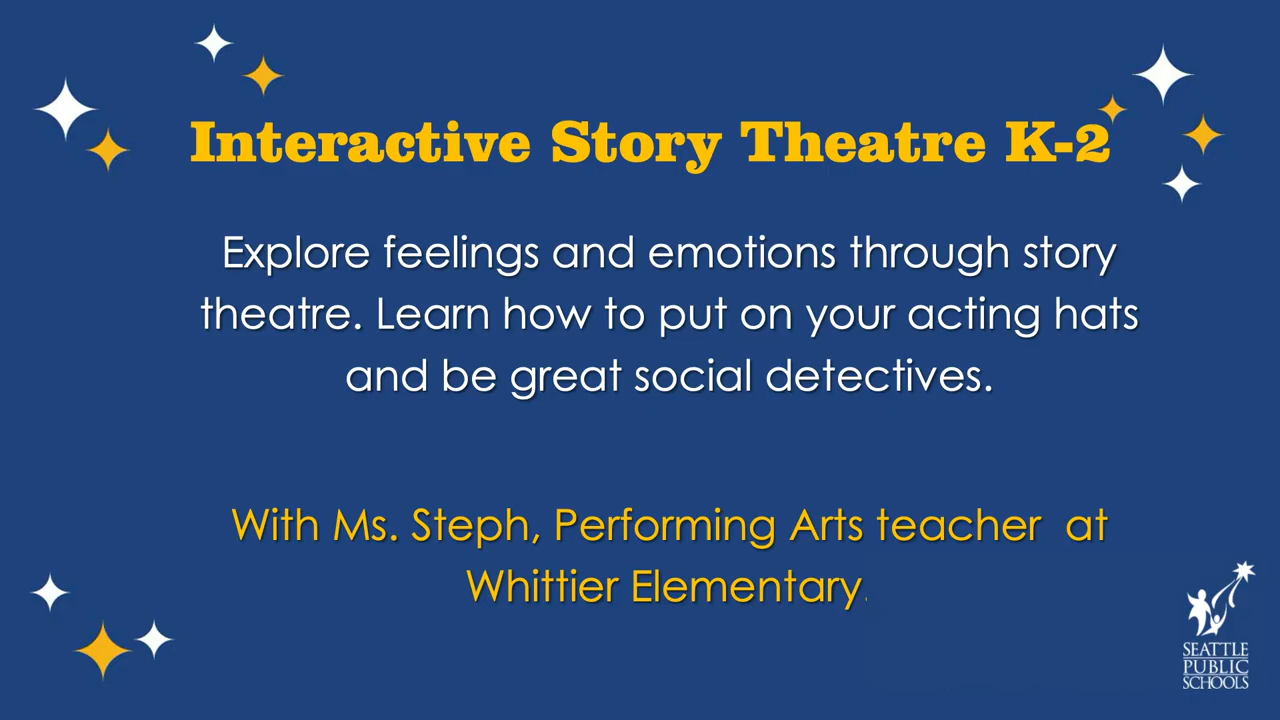 Interactive Story Theatre K-2
Explore feelings and emotions through story
theatre. Learn how to put on your acting hats
and be great social detectives.
With Ms. Steph, Performing Arts teacher  at
Whittier Elementary.
SEATTLE
PUBLIC
SCHOOLS